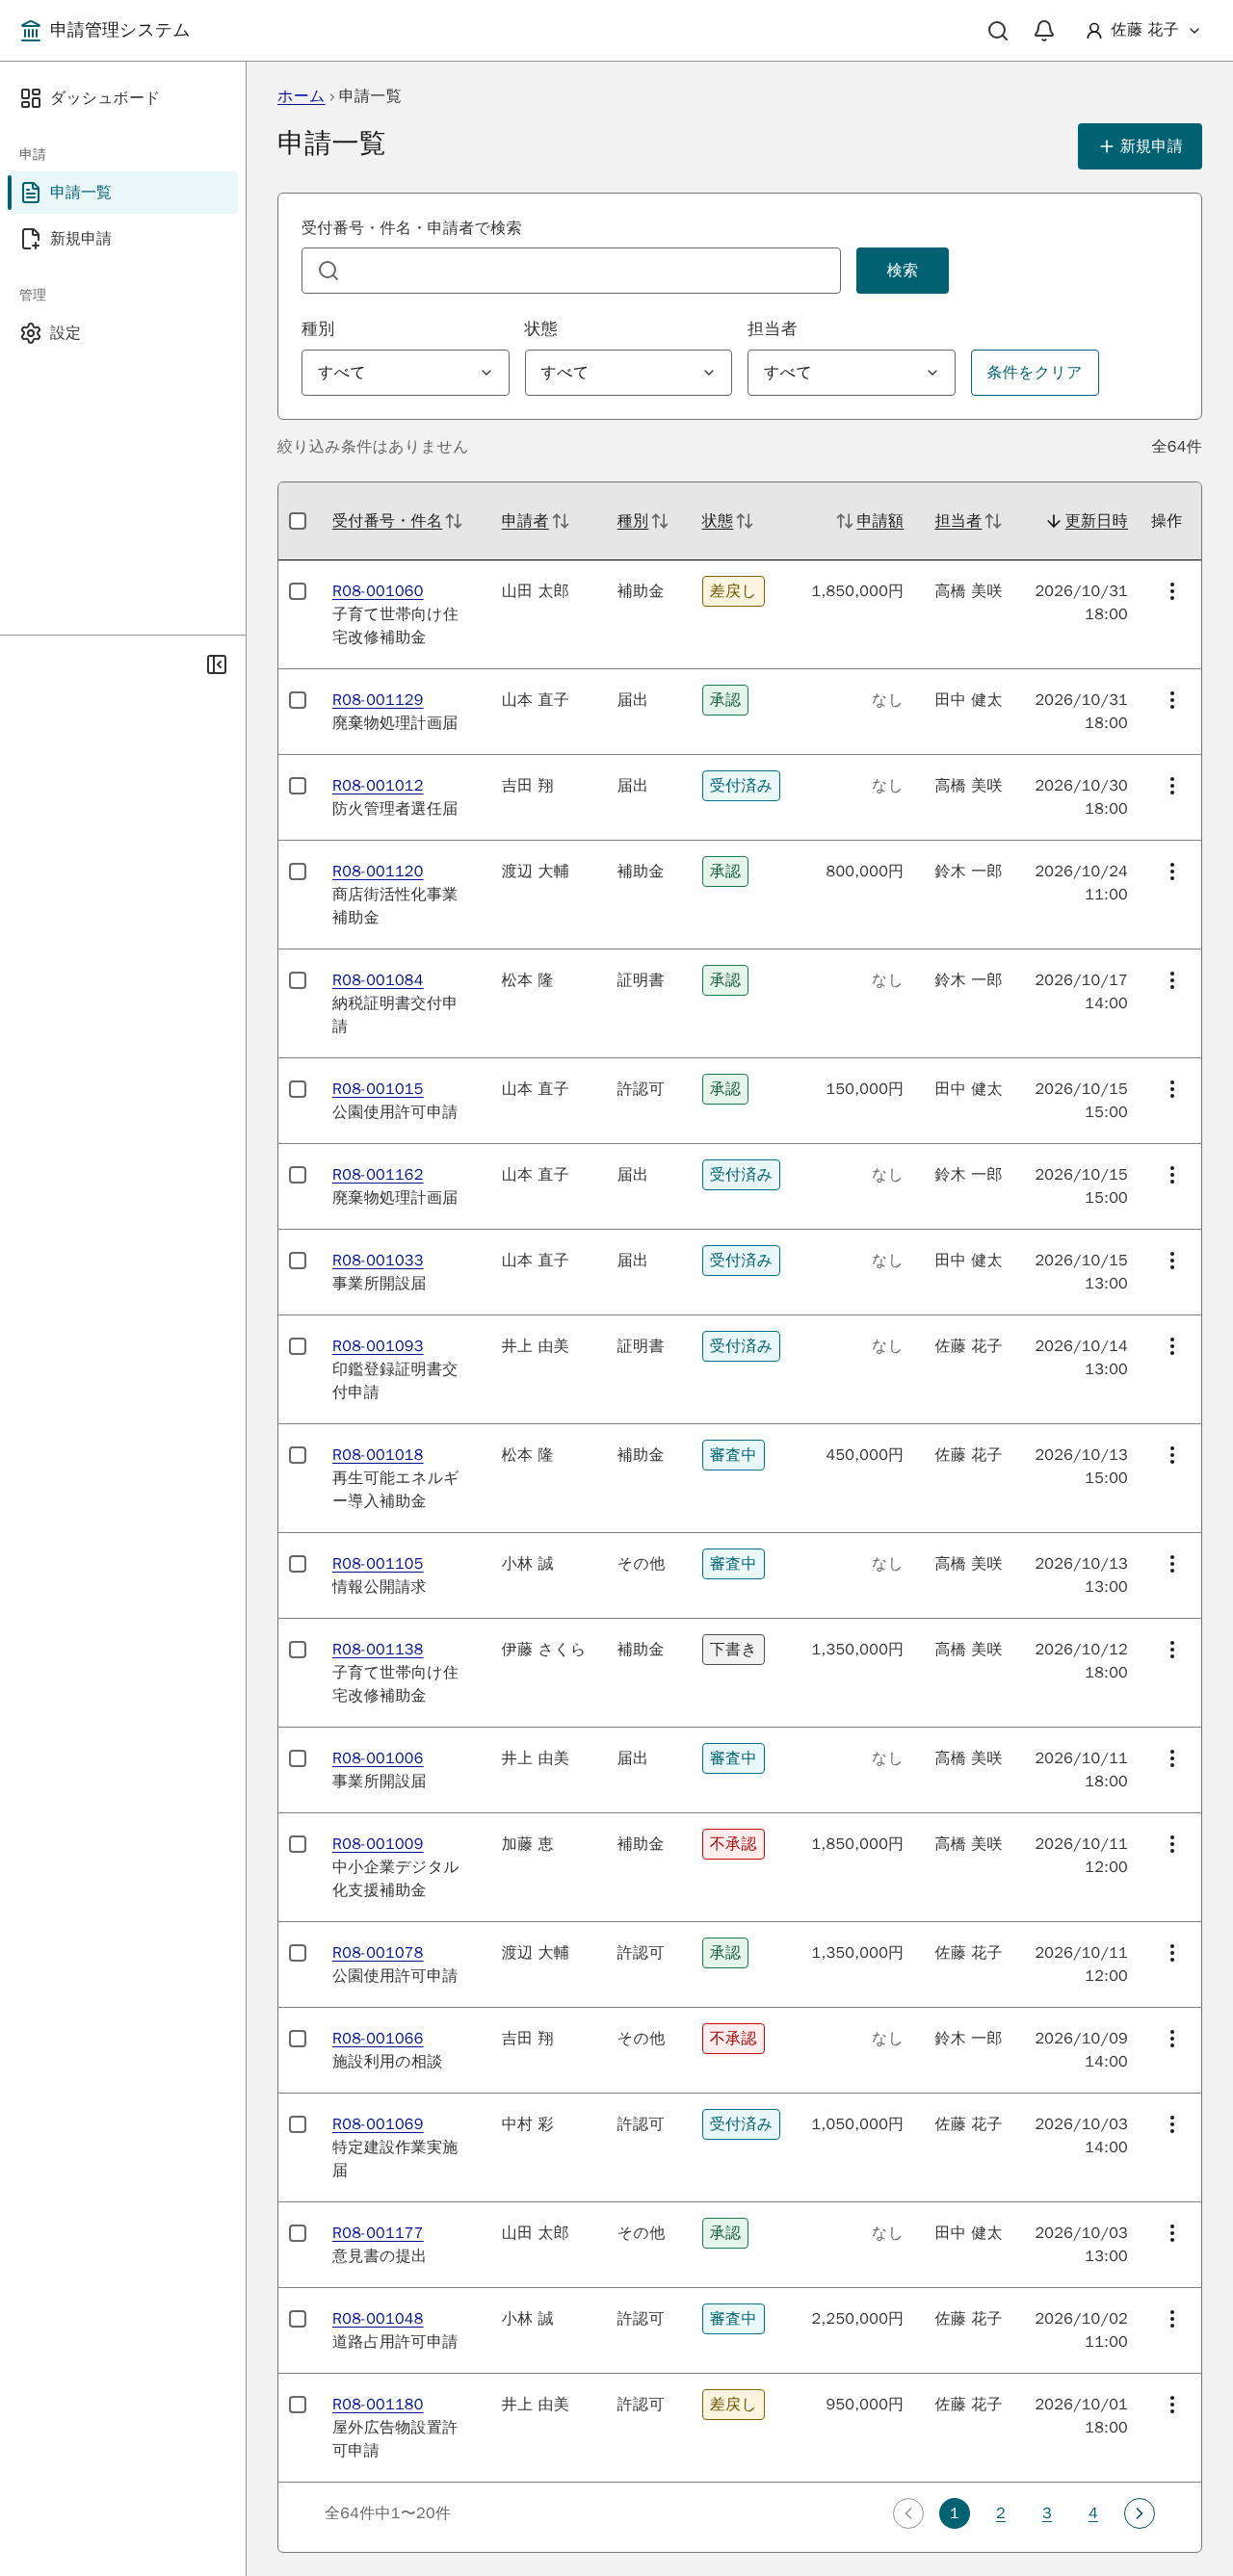 申請管理システム
佐藤 花子
ダッシュボード
申請
申請一覧
新規申請
管理
設定
ホーム › 申請一覧
申請一覧
新規申請
受付番号・件名・申請者で検索
検索
種別 状態 担当者
すべて すべて すべて 条件をクリア
絞り込み条件はありません 全64件
受付番号・件名 申請者 種別 状態 申請額 担当者 更新日時 操作
R08-001060 山田 太郎 補助金 差戻し 1,850,000円 高橋 美咲 2026/10/31
子育て世帯向け住 18:00
宅改修補助金
R08-001129 山本 直子 届出 承認 なし 田中 健太 2026/10/31
廃棄物処理計画届 18:00
R08-001012 吉田 翔 届出 受付済み なし 高橋 美咲 2026/10/30
防火管理者選任届 18:00
R08-001120 渡辺 大輔 補助金 承認 800,000円 鈴木 一郎 2026/10/24
商店街活性化事業 11:00
補助金
R08-001084 松本 隆 証明書 承認 なし 鈴木 一郎 2026/10/17
納税証明書交付申 14:00
請
R08-001015 山本 直子 許認可 承認 150,000円 田中 健太 2026/10/15
公園使用許可申請 15:00
R08-001162 山本 直子 届出 受付済み なし 鈴木 一郎 2026/10/15
廃棄物処理計画届 15:00
R08-001033 山本 直子 届出 受付済み なし 田中 健太 2026/10/15
事業所開設届 13:00
R08-001093 井上 由美 証明書 受付済み なし 佐藤 花子 2026/10/14
印鑑登録証明書交 13:00
付申請
R08-001018 松本 隆 補助金 審査中 450,000円 佐藤 花子 2026/10/13
再生可能エネルギ 15:00
ー導入補助金
R08-001105 小林 誠 その他 審査中 なし 高橋 美咲 2026/10/13
情報公開請求 13:00
R08-001138 伊藤 さくら 補助金 下書き 1,350,000円 高橋 美咲 2026/10/12
子育て世帯向け住 18:00
宅改修補助金
R08-001006 井上 由美 届出 審査中 なし 高橋 美咲 2026/10/11
事業所開設届 18:00
R08-001009 加藤 恵 補助金 不承認 1,850,000円 高橋 美咲 2026/10/11
中小企業デジタル 12:00
化支援補助金
R08-001078 渡辺 大輔 許認可 承認 1,350,000円 佐藤 花子 2026/10/11
公園使用許可申請 12:00
R08-001066 吉田 翔 その他 不承認 なし 鈴木 一郎 2026/10/09
施設利用の相談 14:00
R08-001069 中村 彩 許認可 受付済み 1,050,000円 佐藤 花子 2026/10/03
特定建設作業実施 14:00
届
R08-001177 山田 太郎 その他 承認 なし 田中 健太 2026/10/03
意見書の提出 13:00
R08-001048 小林 誠 許認可 審査中 2,250,000円 佐藤 花子 2026/10/02
道路占用許可申請 11:00
R08-001180 井上 由美 許認可 差戻し 950,000円 佐藤 花子 2026/10/01
屋外広告物設置許 18:00
可申請
全64件中1〜20件 1 2 3 4